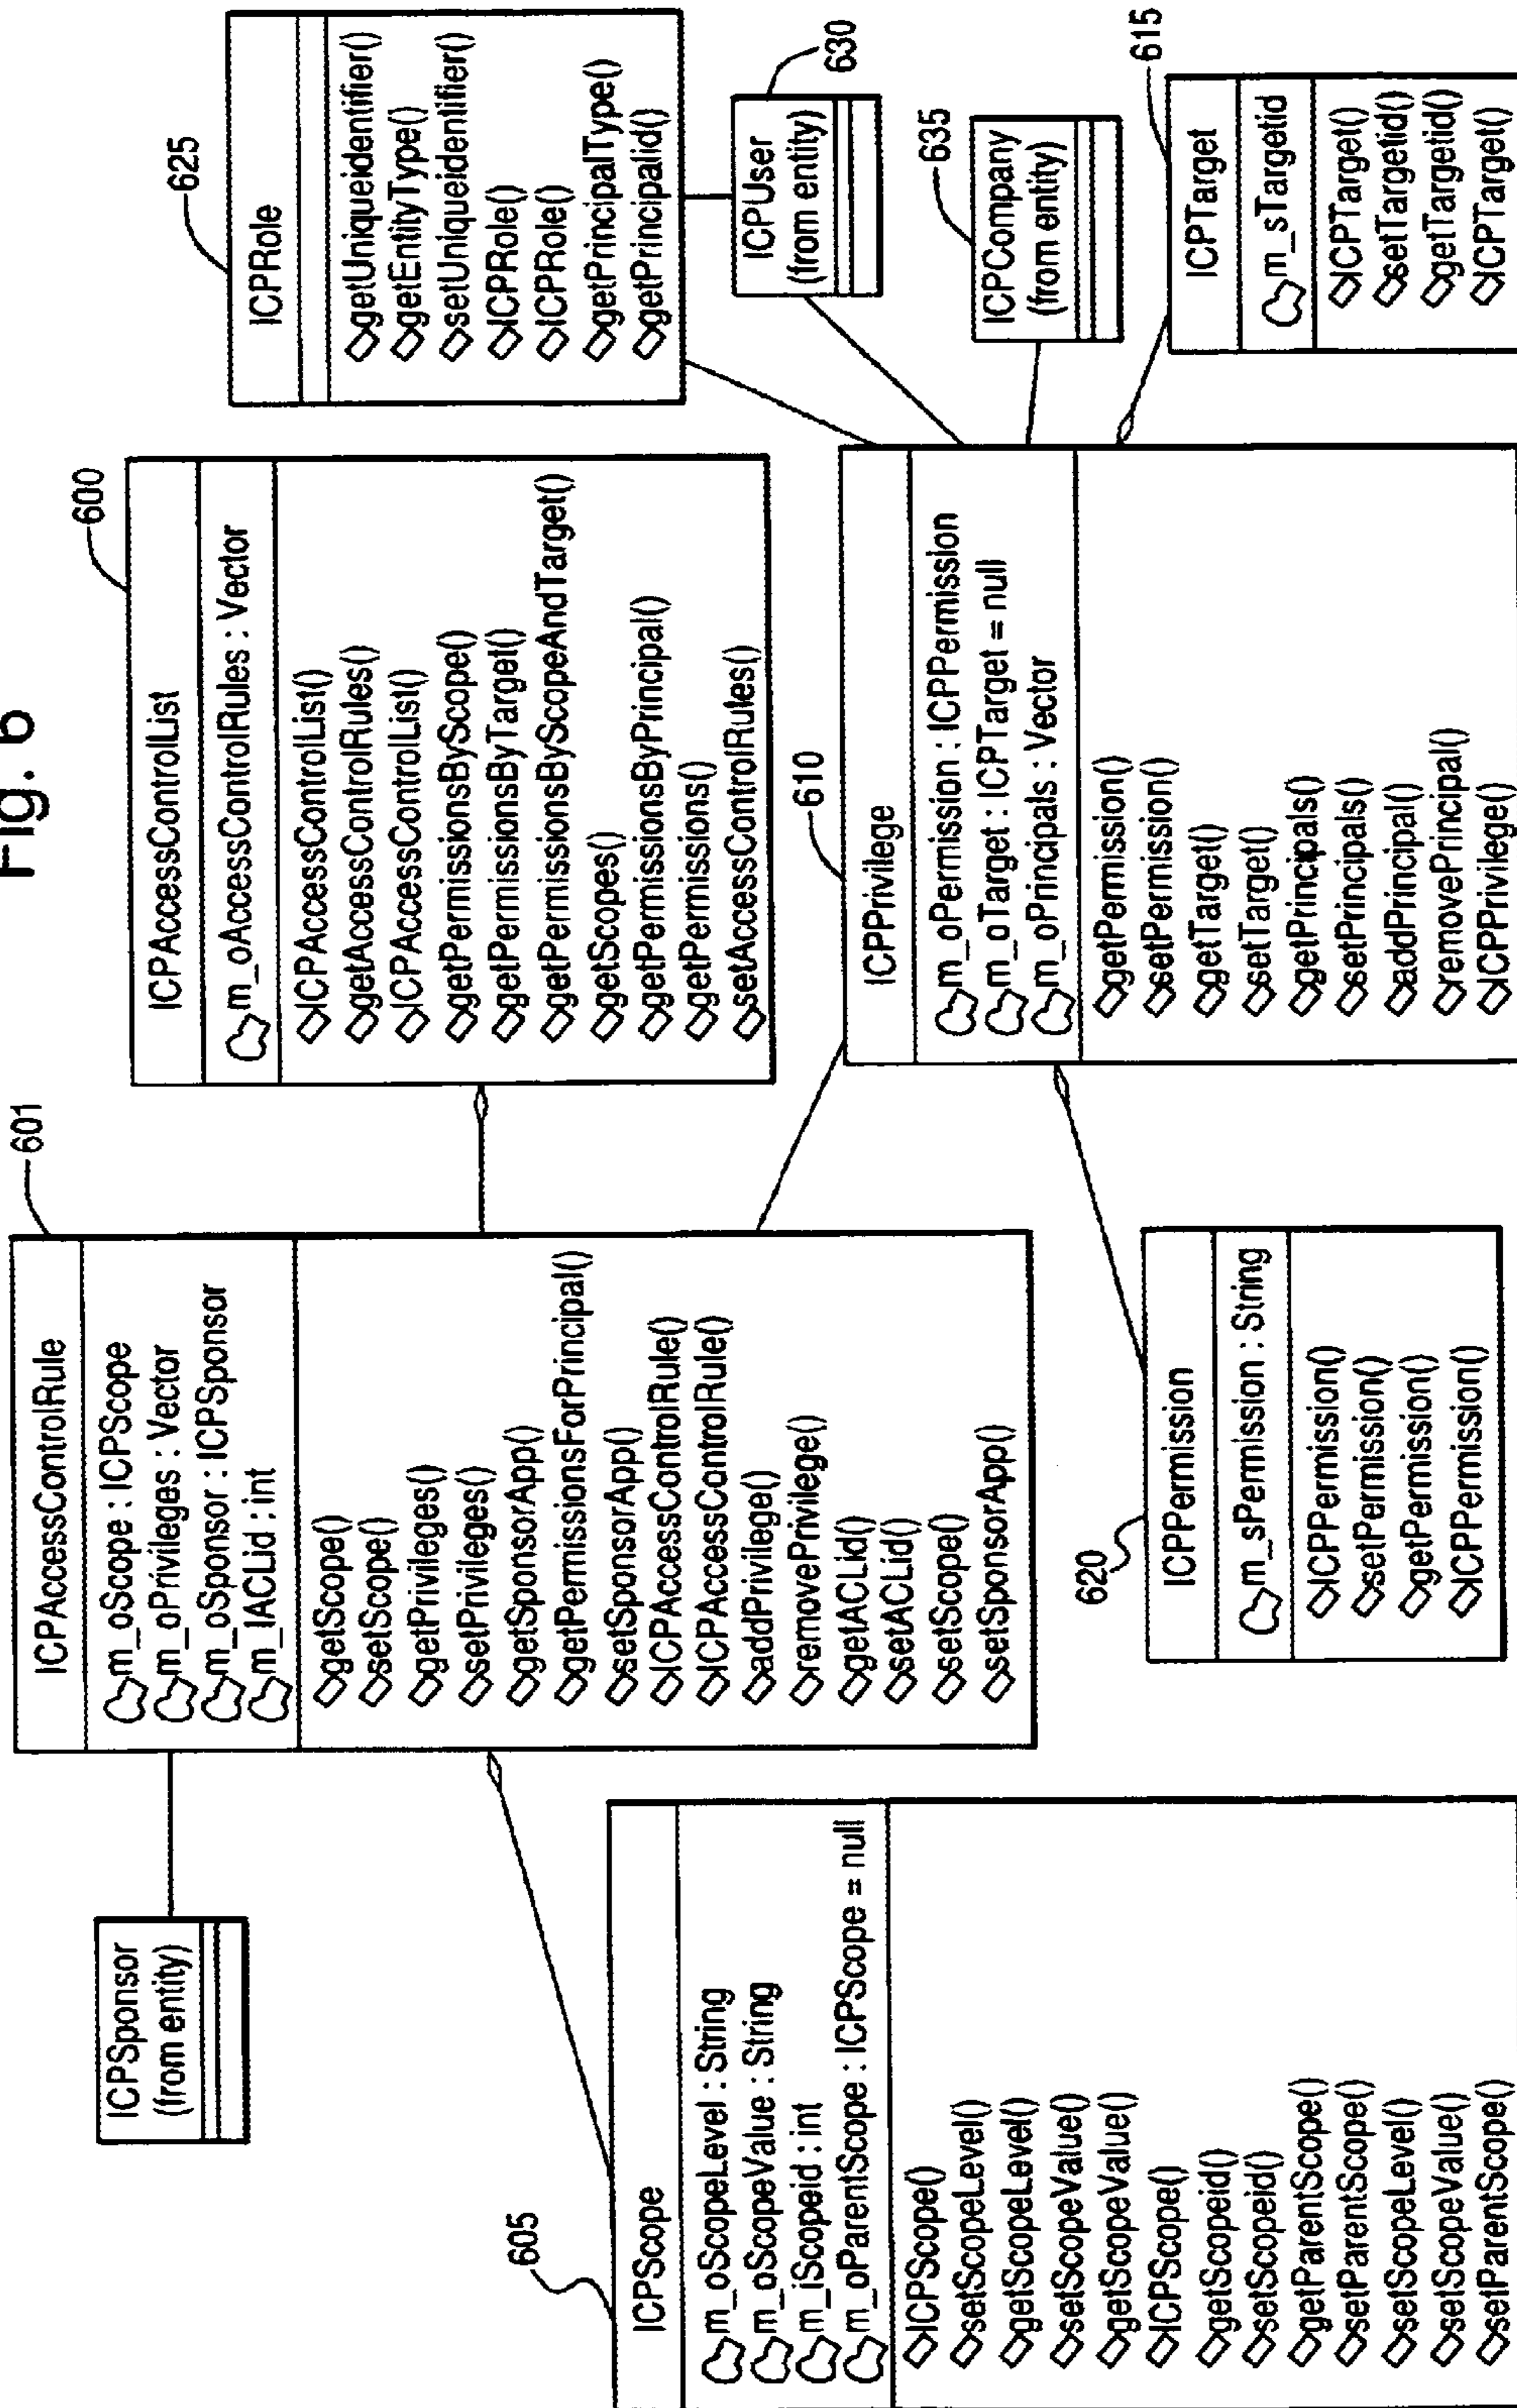 Fig. 6
601
ICPAccessControlRule
m_oScope : ICPScope
m_oPrivileges : Vector
m_oSponsor : ICPSponsor
m_lACLid : int
getScope()
setScope()
getPrivileges()
setPrivileges()
getSponsorApp()
getPermissionsForPrincipal()
setSponsorApp()
ICPAccessControlRule()
ICPAccessControlRule()
addPrivilege()
removePrivilege()
getACLid()
setACLid()
setScope()
setSponsorApp()
ICPSponsor
(from entity)
605
ICPScope
m_oScopeLevel : String
m_oScopeValue : String
m_iScopeid : int
m_oParentScope : ICPScope = null
ICPScope()
setScopeLevel()
getScopeLevel()
setScopeValue()
getScopeValue()
ICPScope()
getScopeid()
setScopeid()
getParentScope()
setParentScope()
setScopeLevel()
setScopeValue()
setParentScope()
600
ICPAccessControlList
m_oAccessControlRules : Vector
ICPAccessControlList()
getAccessControlRules()
ICPAccessControlList()
getPermissionsByScope()
getPermissionsByTarget()
getPermissionsByScopeAndTarget()
getScopes()
getPermissionsByPrincipal()
getPermissions()
setAccessControlRules()
610
ICPPrivilege
m_oPermission : ICPPermission
m_oTarget : ICPTarget = null
m_oPrincipals : Vector
getPermission()
setPermission()
getTarget()
setTarget()
getPrincipals()
setPrincipals()
addPrincipal()
removePrincipal()
ICPPrivilege()
620
ICPPermission
m_sPermission : String
ICPPermission()
setPermission()
getPermission()
ICPPermission()
625
ICPRole
getUniqueidentifier()
getEntityType()
setUniqueidentifier()
ICPRole()
ICPRole()
getPrincipalType()
getPrincipalid()
630
ICPUser
(from entity)
635
ICPCompany
(from entity)
615
ICPTarget
m_sTargetid
ICPTarget()
setTargetid()
getTargetid()
ICPTarget()